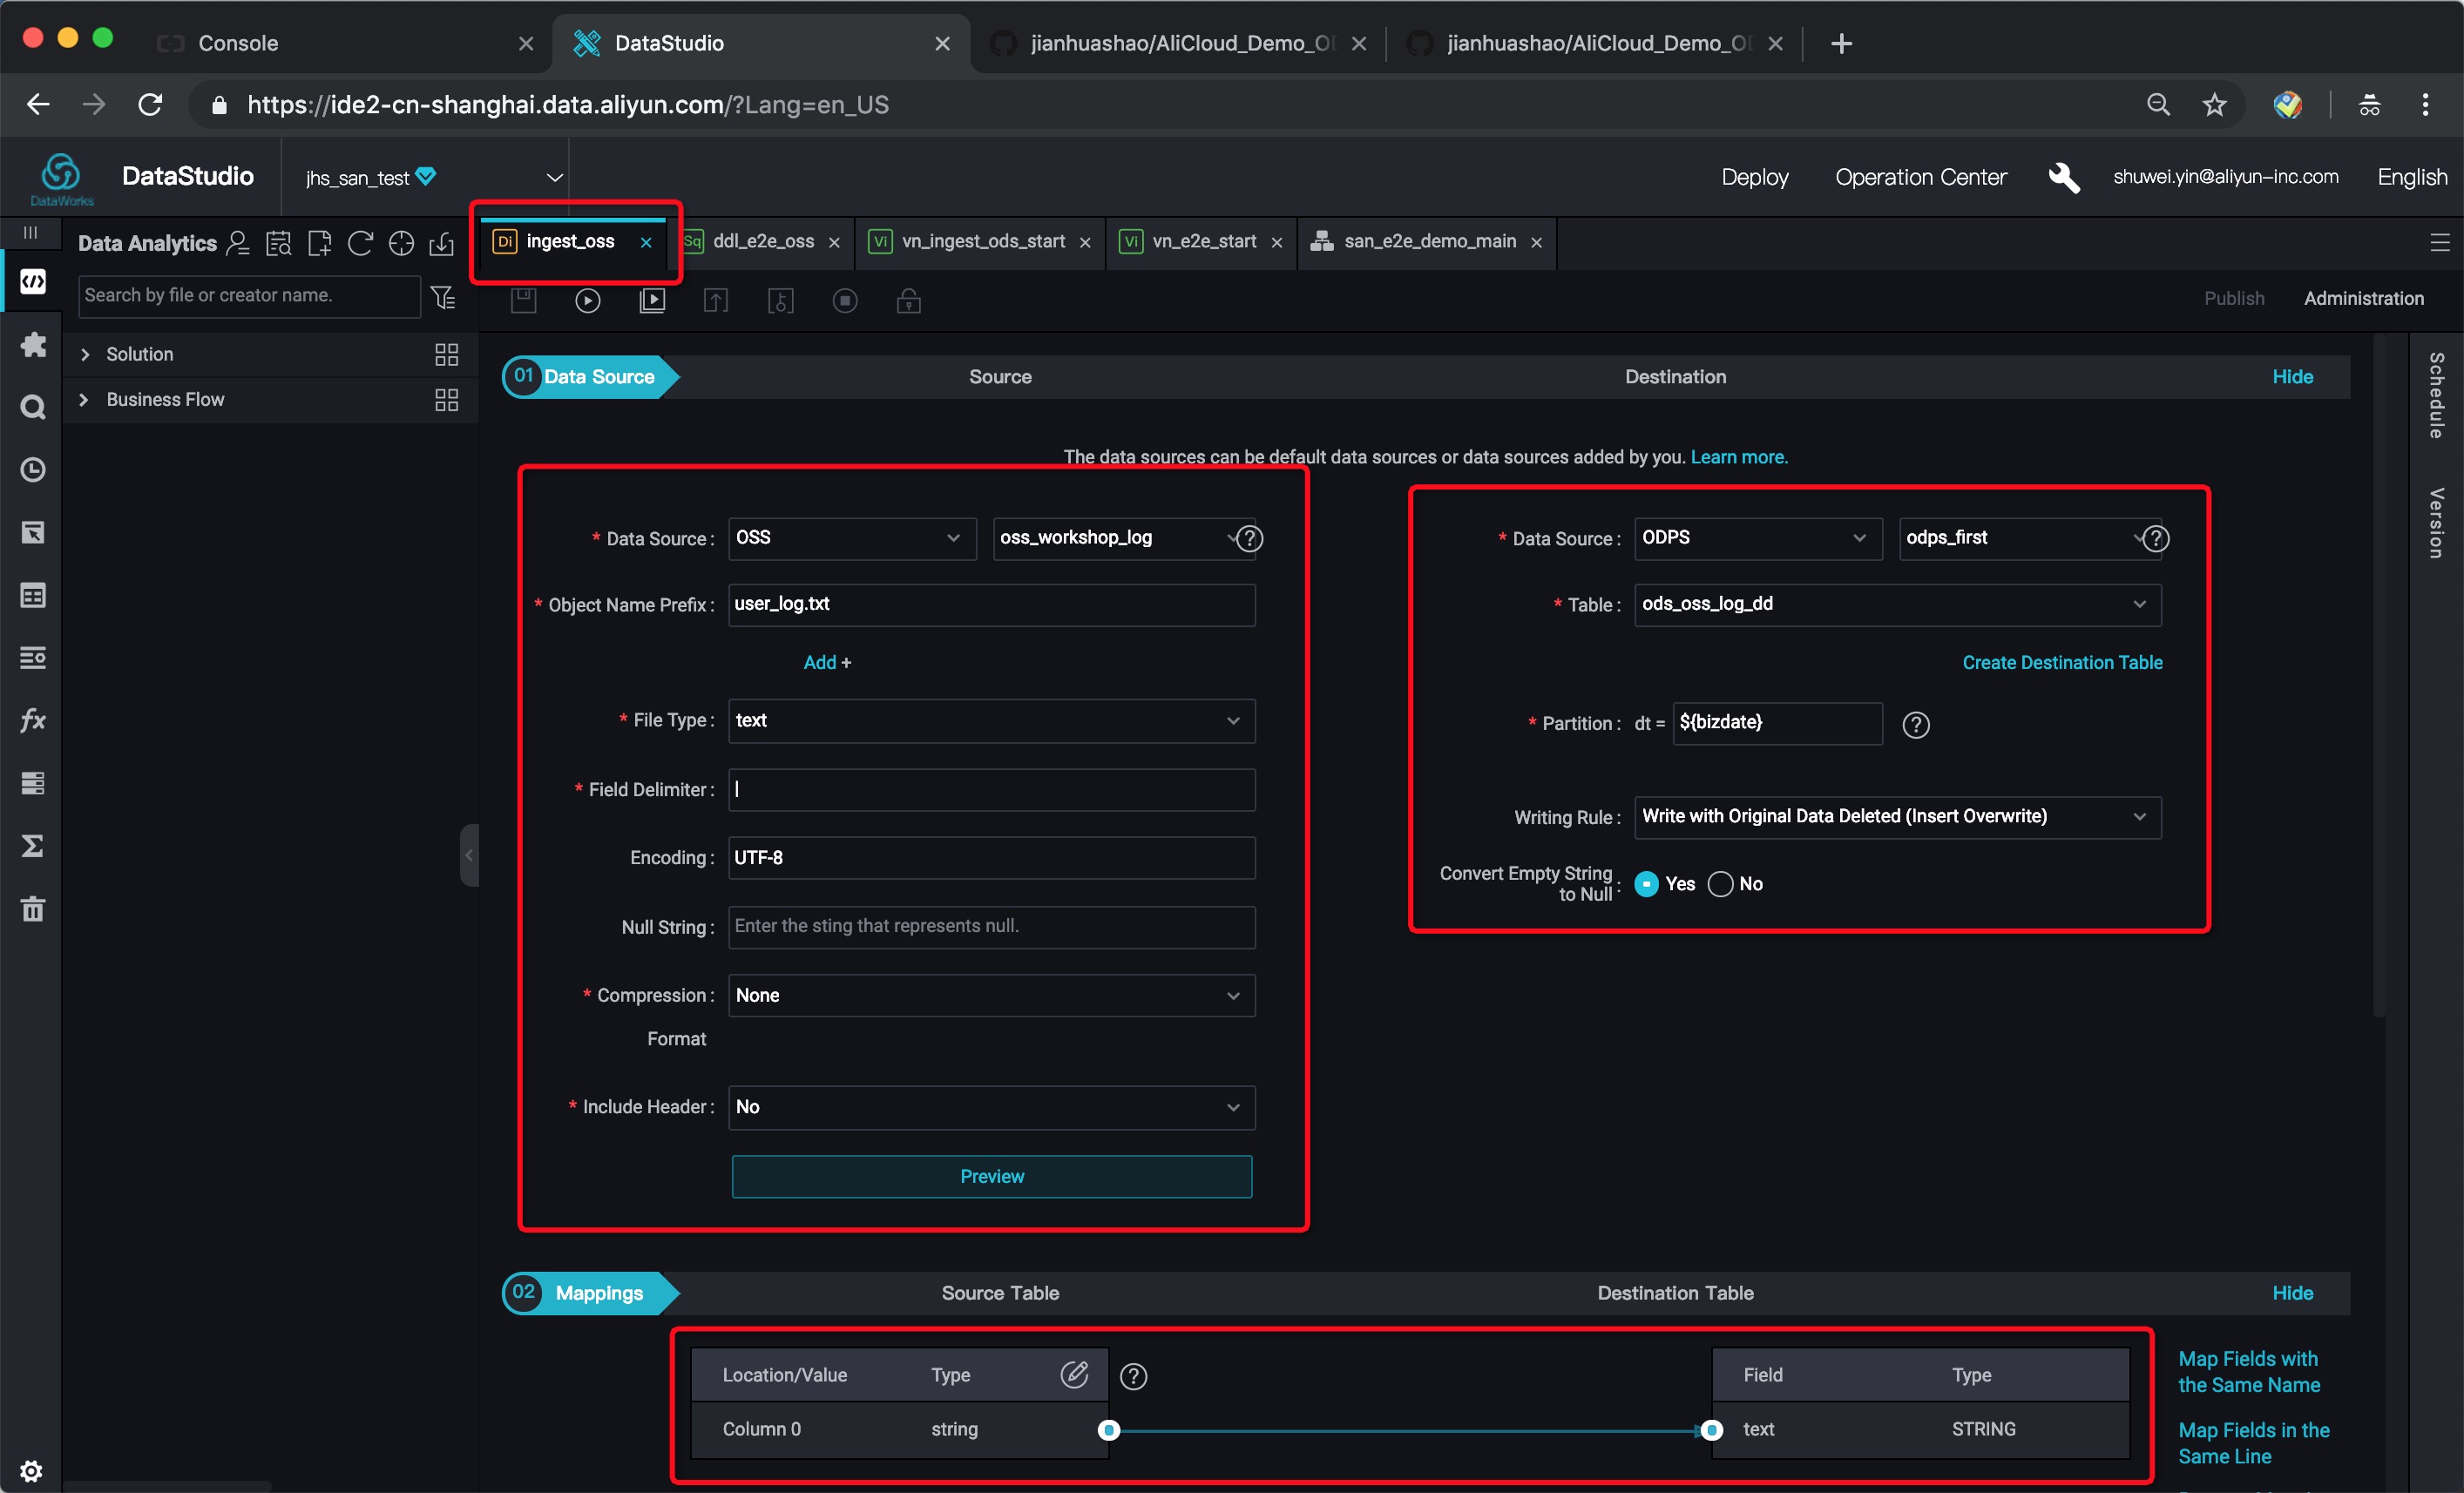 Console
DataStudio
jianhuashao/AliCloud_Demo_OD
jianhuashao/AliCloud_Demo_OD
https://ide2-cn-shanghai.data.aliyun.com/?Lang=en_US
DataWorks
DataStudio
jhs_san_test
Deploy
Operation Center
shuwei.yin@aliyun-inc.com
English
Data Analytics
Di ingest_oss
Sq ddl_e2e_oss
Vi vn_ingest_ods_start
Vi vn_e2e_start
san_e2e_demo_main
Search by file or creator name.
Publish
Administration
Solution
Business Flow
Schedule
Version
01 Data Source
Source
Destination
Hide
The data sources can be default data sources or data sources added by you. Learn more.
* Data Source : OSS oss_workshop_log ?
* Object Name Prefix : user_log.txt
Add +
* File Type : text
* Field Delimiter : |
Encoding : UTF-8
Null String : Enter the sting that represents null.
* Compression : None
Format
* Include Header : No
Preview
* Data Source : ODPS odps_first ?
* Table : ods_oss_log_dd
Create Destination Table
* Partition : dt = ${bizdate} ?
Writing Rule : Write with Original Data Deleted (Insert Overwrite)
Convert Empty String
to Null : Yes No
02 Mappings
Source Table
Destination Table
Hide
Location/Value Type ?
Column 0 string
Field Type
text STRING
Map Fields with
the Same Name
Map Fields in the
Same Line